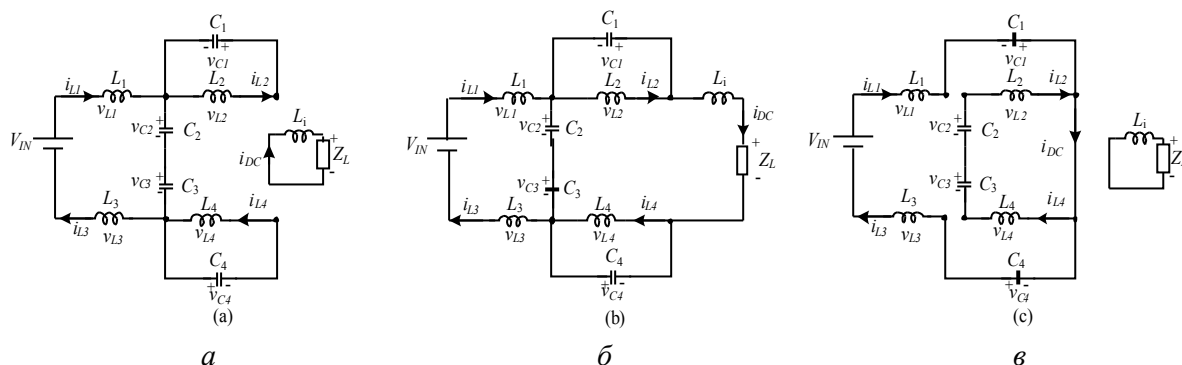 C1
- +
vC1
iL1 L1 L2 iL2
vL1 vL2
vC2 + - C2
VIN
Li
iDC
+ ZL -
vC3 + - C3
L3 L4 iL4
iL3 vL3 vL4
C4
+ -
vC4
(a)
а
C1
- +
vC1
iL1 L1 L2 iL2 Li
vL1 vL2
iDC
vC2 + - C2
VIN
+ ZL -
vC3 + - C3
L3 L4 iL4
iL3 vL3 vL4
C4
+ -
vC4
(b)
б
C1
- +
vC1
iL1 L1 L2 iL2
vL1 vL2
vC2 + - C2
VIN
iDC
Li
+ -
vC3 + - C3
L3 L4 iL4
iL3 vL3 vL4
C4
+ -
vC4
(c)
в